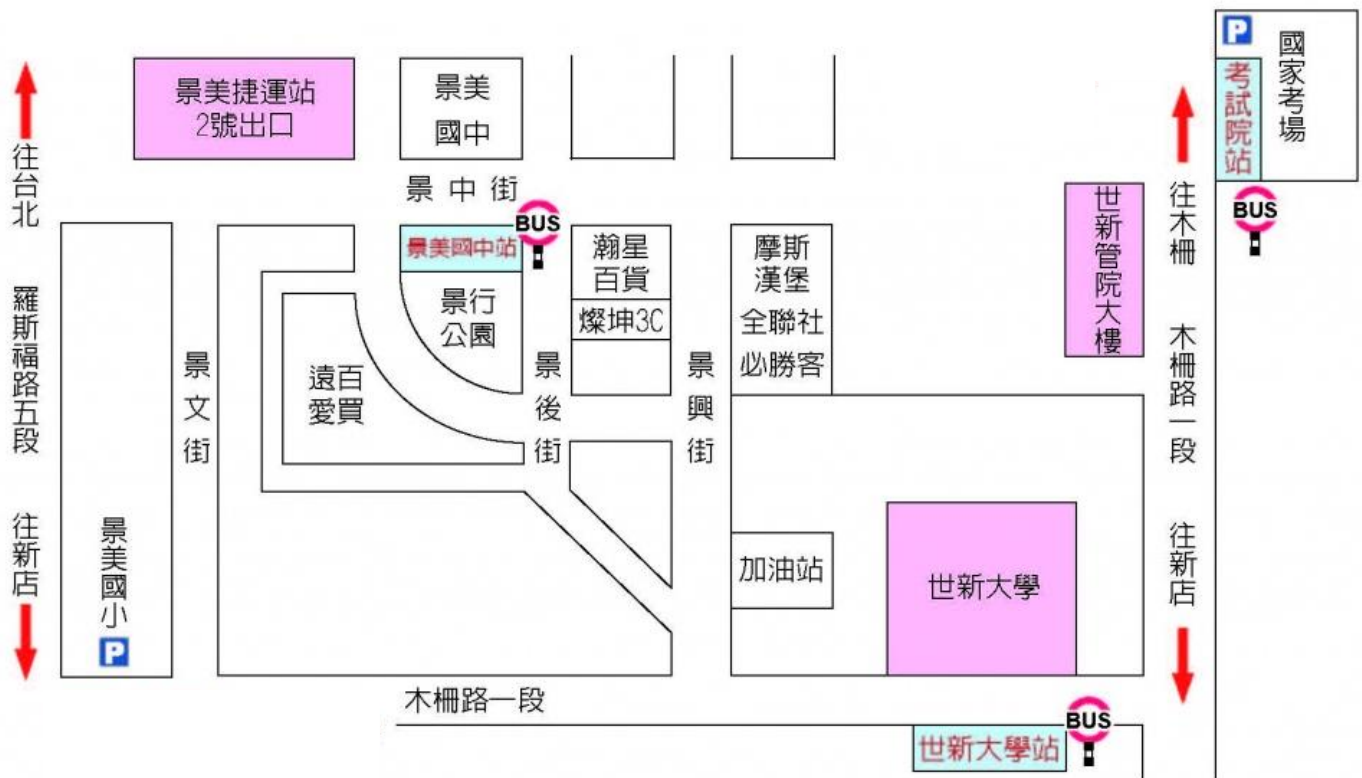 往台北
羅斯福路五段
往新店
景美捷運站
2號出口
景美
國中
景中街
景美國中站
BUS
景行
公園
遠百
愛買
景文街
景美國小
P
景後街
瀚星
百貨
燦坤3C
景興街
摩斯
漢堡
全聯社
必勝客
加油站
世新大學
世新管院大樓
往木柵
木柵路一段
往新店
P
考試院站
國家考場
BUS
木柵路一段
世新大學站
BUS